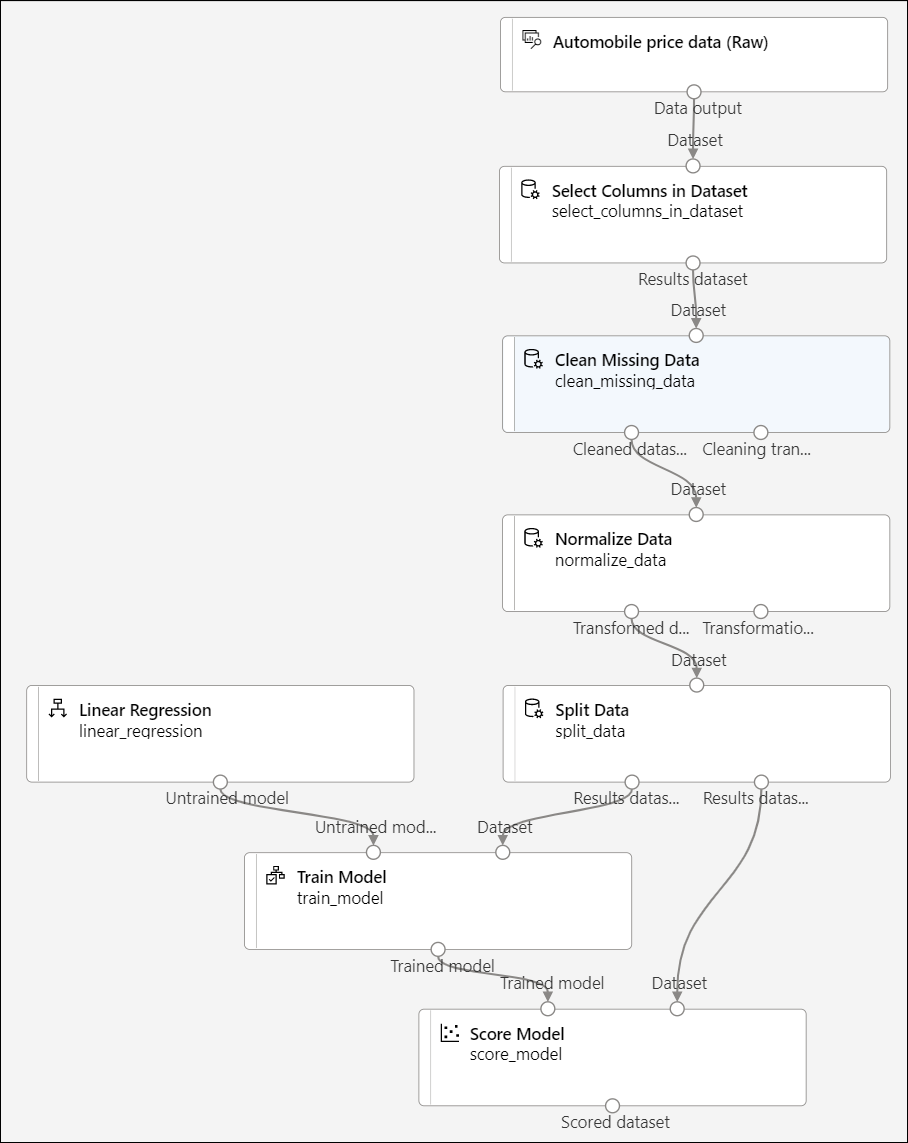 Automobile price data (Raw)
Data output
Dataset
Select Columns in Dataset
select_columns_in_dataset
Results dataset
Dataset
Clean Missing Data
clean_missing_data
Cleaned datas... Cleaning tran...
Dataset
Normalize Data
normalize_data
Transformed d... Transformatio...
Dataset
Linear Regression
linear_regression
Untrained model
Split Data
split_data
Results datas... Results datas...
Untrained mod... Dataset
Train Model
train_model
Trained model
Trained model Dataset
Score Model
score_model
Scored dataset